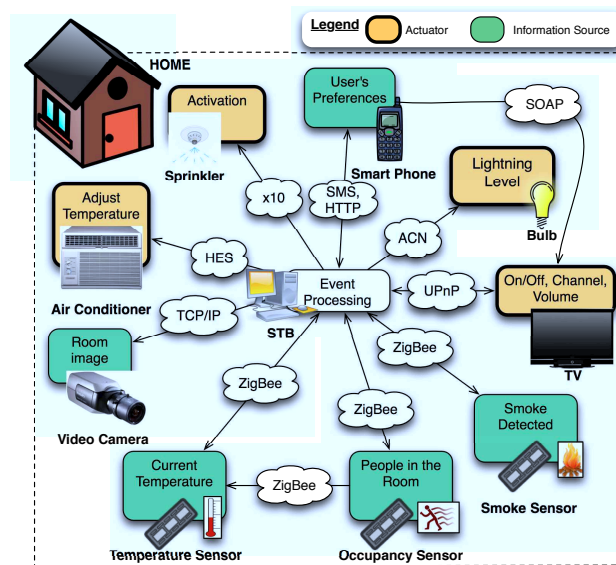 Legend
Actuator
Information Source
HOME
Activation
Sprinkler
User's
Preferences
Smart Phone
SOAP
Lightning
Level
Bulb
Adjust
Temperature
Air Conditioner
x10
SMS,
HTTP
ACN
HES
Event
Processing
STB
UPnP
On/Off, Channel,
Volume
TV
TCP/IP
Room
image
Video Camera
ZigBee
ZigBee
ZigBee
Smoke
Detected
Smoke Sensor
Current
Temperature
Temperature Sensor
ZigBee
People in the
Room
Occupancy Sensor